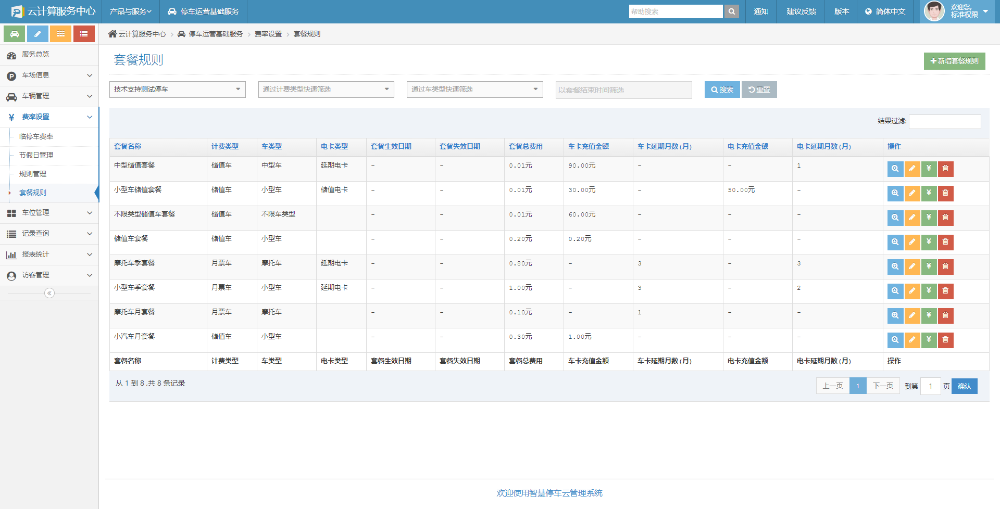 云计算服务中心 产品与服务 停车运营基础服务 帮助搜索 通知 建议反馈 版本 简体中文 欢迎您, 标准权限
云计算服务中心 停车运营基础服务 费率设置 套餐规则
服务总览
车场信息
车辆管理
费率设置
临停车费率
节假日管理
规则管理
套餐规则
车位管理
记录查询
报表统计
访客管理
套餐规则 新增套餐规则
技术支持测试停车 通过计费类型快速筛选 通过车类型快速筛选 以套餐结束时间筛选 搜索 重置
结果过滤:
套餐名称 计费类型 车类型 电卡类型 套餐生效日期 套餐失效日期 套餐总费用 车卡充值金额 车卡延期月数(月) 电卡充值金额 电卡延期月数(月) 操作
中型储值套餐 储值车 中型车 延期电卡 - - 0.01元 90.00元 - - 1 ¥
小型车储值套餐 储值车 小型车 储值电卡 - - 0.01元 30.00元 - 50.00元 - ¥
不限类型储值车套餐 储值车 不限车类型 - - 0.01元 60.00元 - - - ¥
储值车套餐 储值车 小型车 - - 0.20元 0.20元 - - - ¥
摩托车季套餐 月票车 摩托车 延期电卡 - - 0.80元 - 3 - 3 ¥
小型车季套餐 月票车 小型车 延期电卡 - - 1.00元 - 3 - 2 ¥
摩托车月套餐 月票车 摩托车 - - 0.10元 - 1 - - ¥
小汽车月套餐 储值车 小型车 - - 0.30元 1.00元 - - - ¥
套餐名称 计费类型 车类型 电卡类型 套餐生效日期 套餐失效日期 套餐总费用 车卡充值金额 车卡延期月数(月) 电卡充值金额 电卡延期月数(月) 操作
从 1 到 8 ,共 8 条记录 上一页 1 下一页 到第 1 页 确认
欢迎使用智慧停车云管理系统